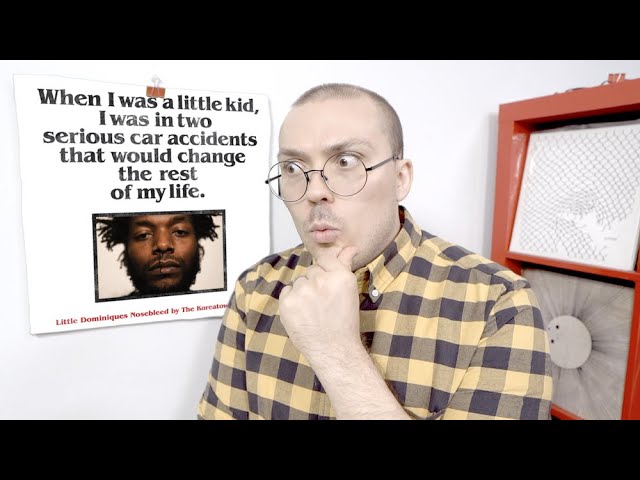 When I was a little kid,
I was in two
serious car accidents
that would change
the rest
of my life.
Little Dominiques Nosebleed by The